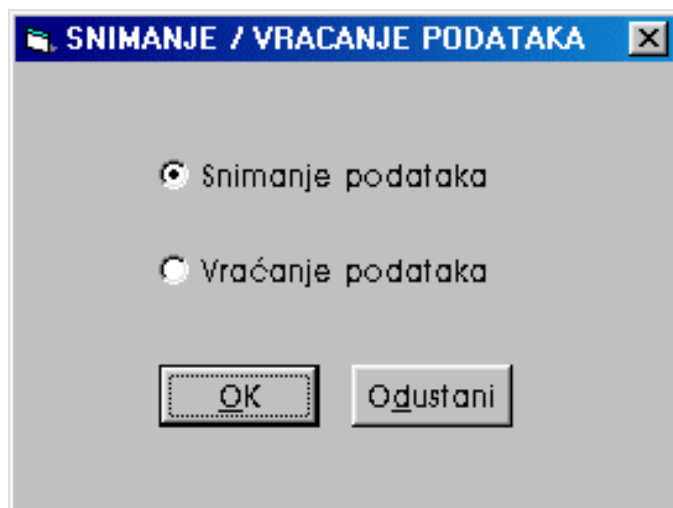 SNIMANJE / VRACANJE PODATAKA
Snimanje podataka
Vraćanje podataka
OK Odustani